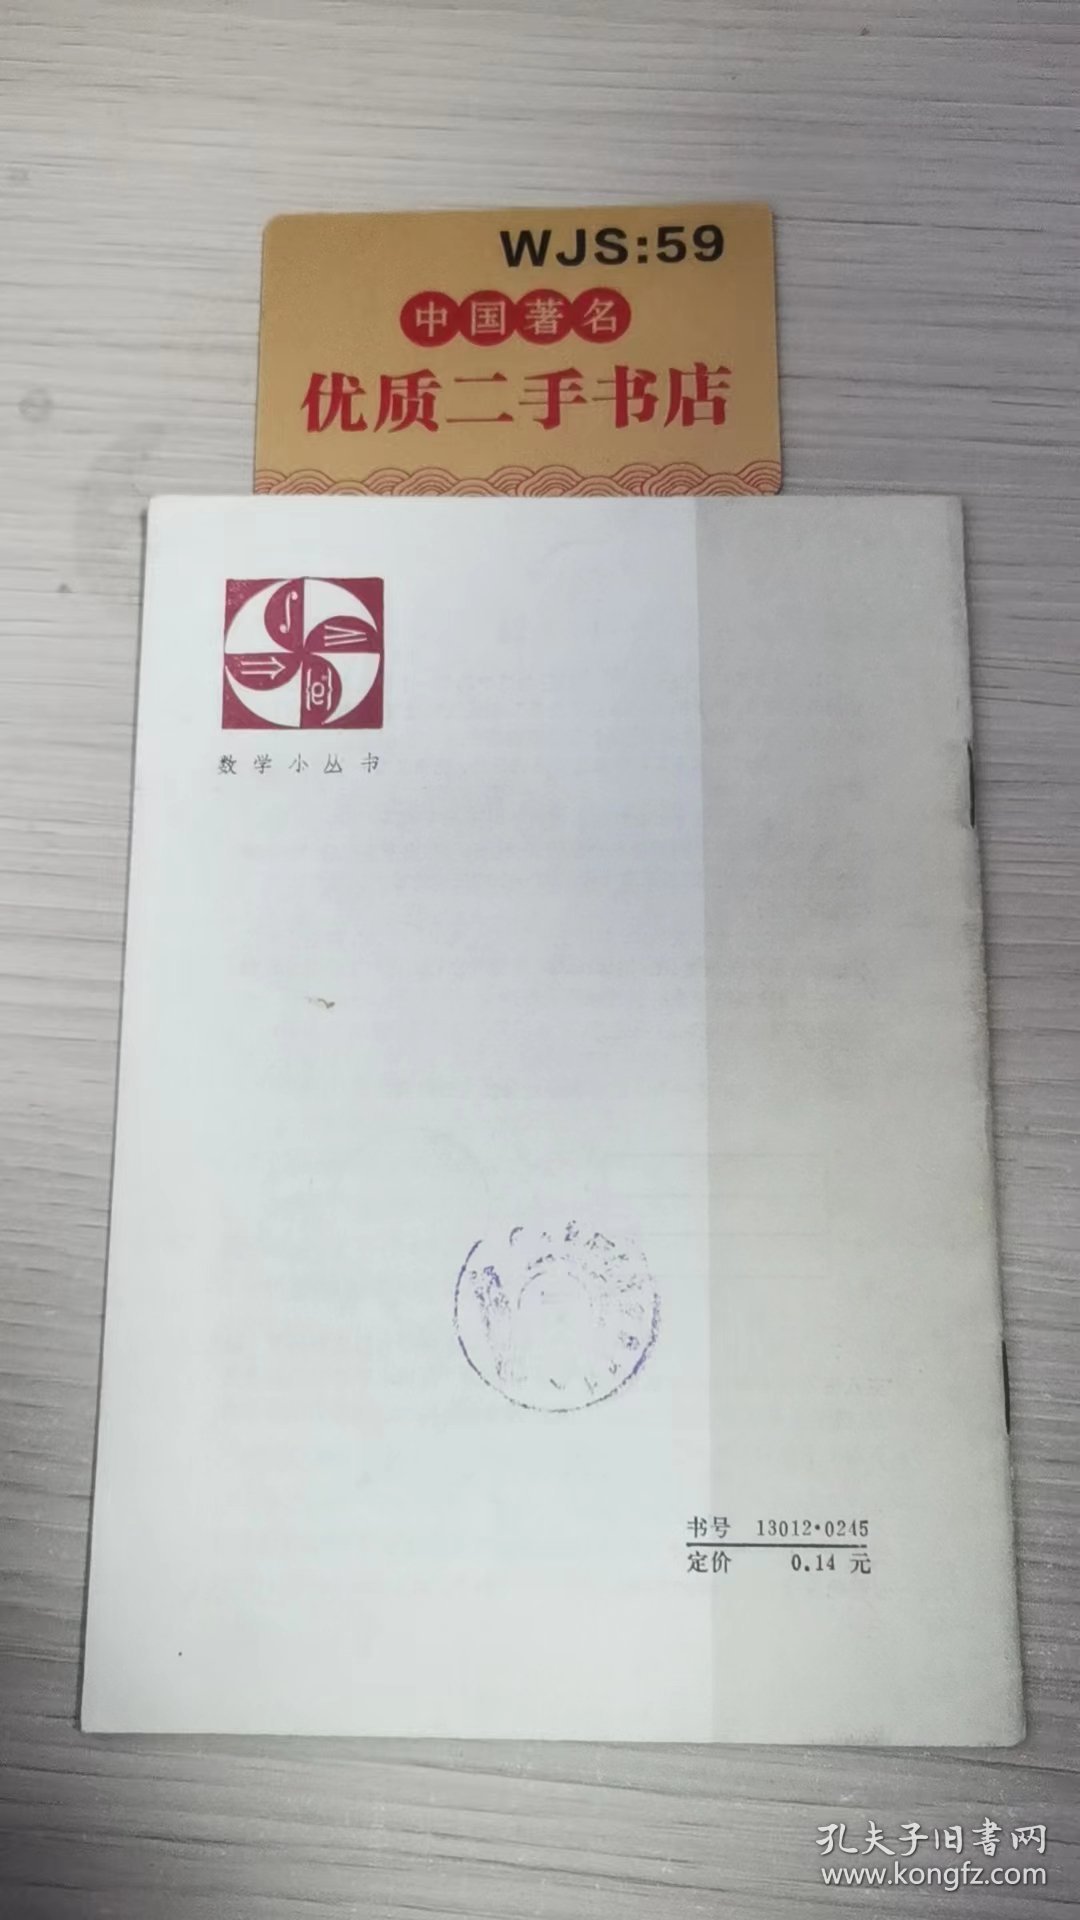 WJS:59
中国著名
优质二手书店
数学小丛书
书号 13012·0245
定价 0.14 元
孔夫子旧書网
www.kongfz.com